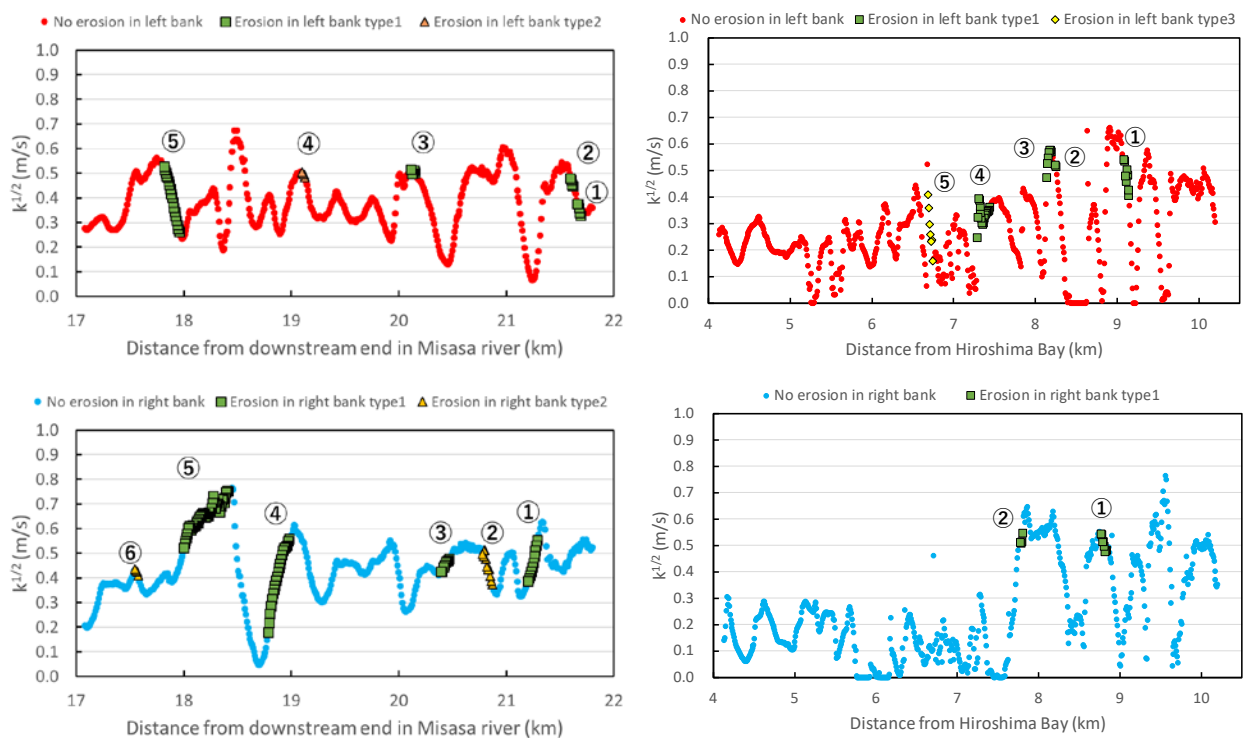 No erosion in left bank Erosion in left bank type1 Erosion in left bank type2
k1/2 (m/s)
1.0
0.9
0.8
0.7
0.6
0.5
0.4
0.3
0.2
0.1
0.0
⑤ ④ ③ ② ①
17 18 19 20 21 22
Distance from downstream end in Misasa river (km)
No erosion in left bank Erosion in left bank type1 Erosion in left bank type3
k1/2 (m/s)
1.0
0.9
0.8
0.7
0.6
0.5
0.4
0.3
0.2
0.1
0.0
⑤ ④ ③ ② ①
4 5 6 7 8 9 10
Distance from Hiroshima Bay (km)
No erosion in right bank Erosion in right bank type1 Erosion in right bank type2
k1/2 (m/s)
1.0
0.9
0.8
0.7
0.6
0.5
0.4
0.3
0.2
0.1
0.0
⑥ ⑤ ④ ③ ② ①
17 18 19 20 21 22
Distance from downstream end in Misasa river (km)
No erosion in right bank Erosion in right bank type1
k1/2 (m/s)
1.0
0.9
0.8
0.7
0.6
0.5
0.4
0.3
0.2
0.1
0.0
② ①
4 5 6 7 8 9 10
Distance from Hiroshima Bay (km)